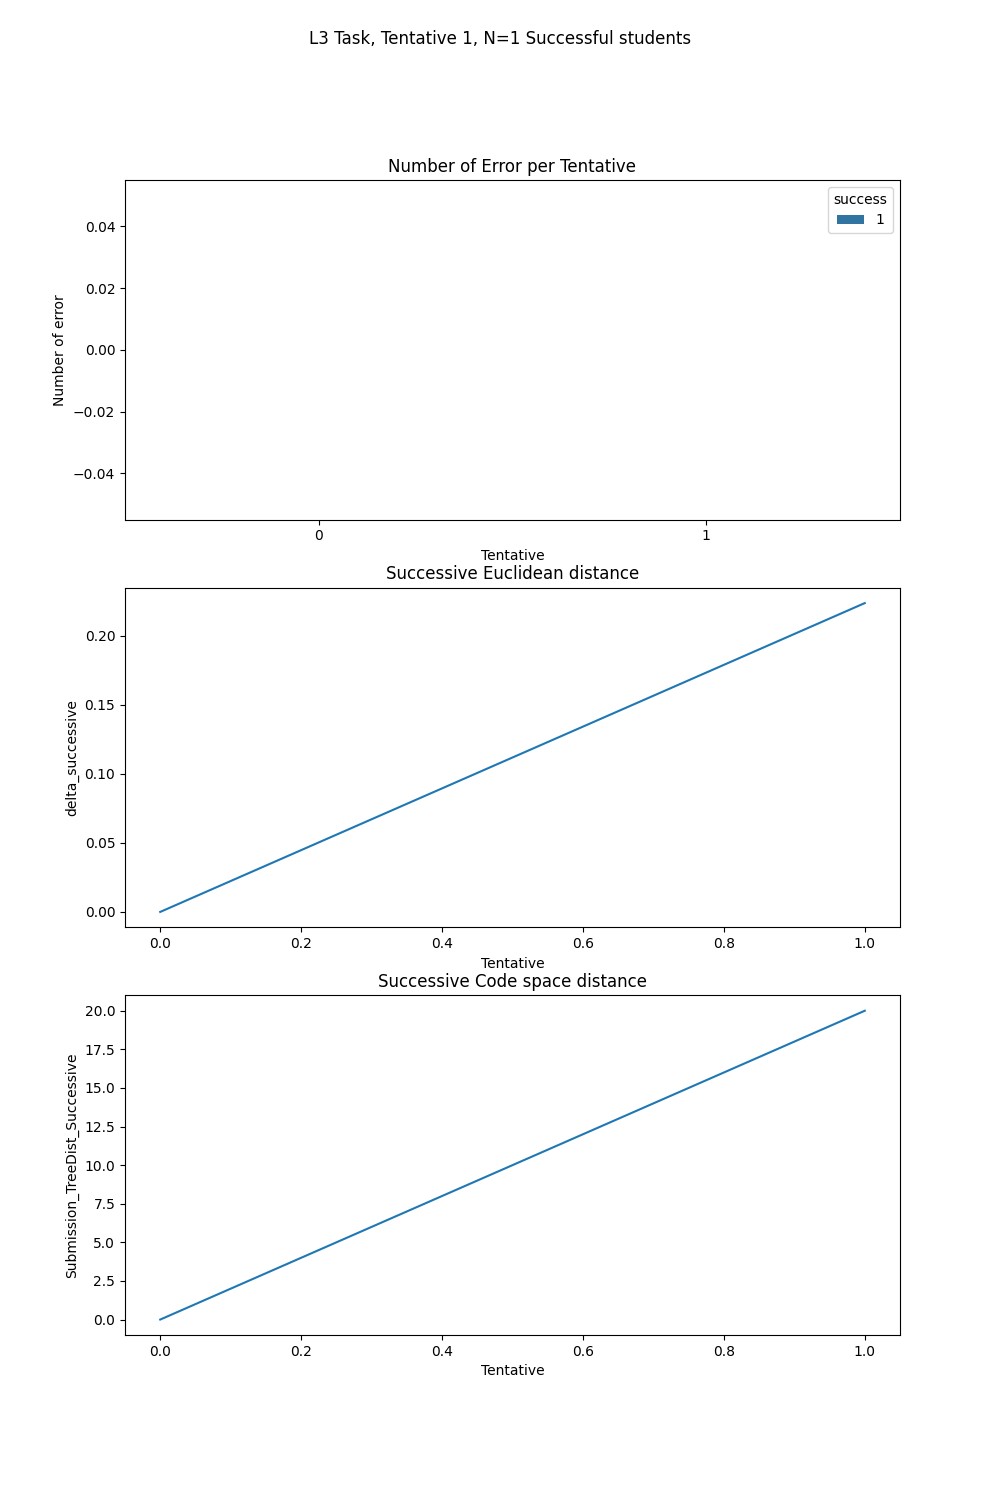 L3 Task, Tentative 1, N=1 Successful students
Number of Error per Tentative
success
1
0.04
0.02
0.00
−0.02
−0.04
Number of error
0 1
Tentative
Successive Euclidean distance
0.20
0.15
0.10
0.05
0.00
delta_successive
0.0 0.2 0.4 0.6 0.8 1.0
Tentative
Successive Code space distance
20.0
17.5
15.0
12.5
10.0
7.5
5.0
2.5
0.0
Submission_TreeDist_Successive
0.0 0.2 0.4 0.6 0.8 1.0
Tentative